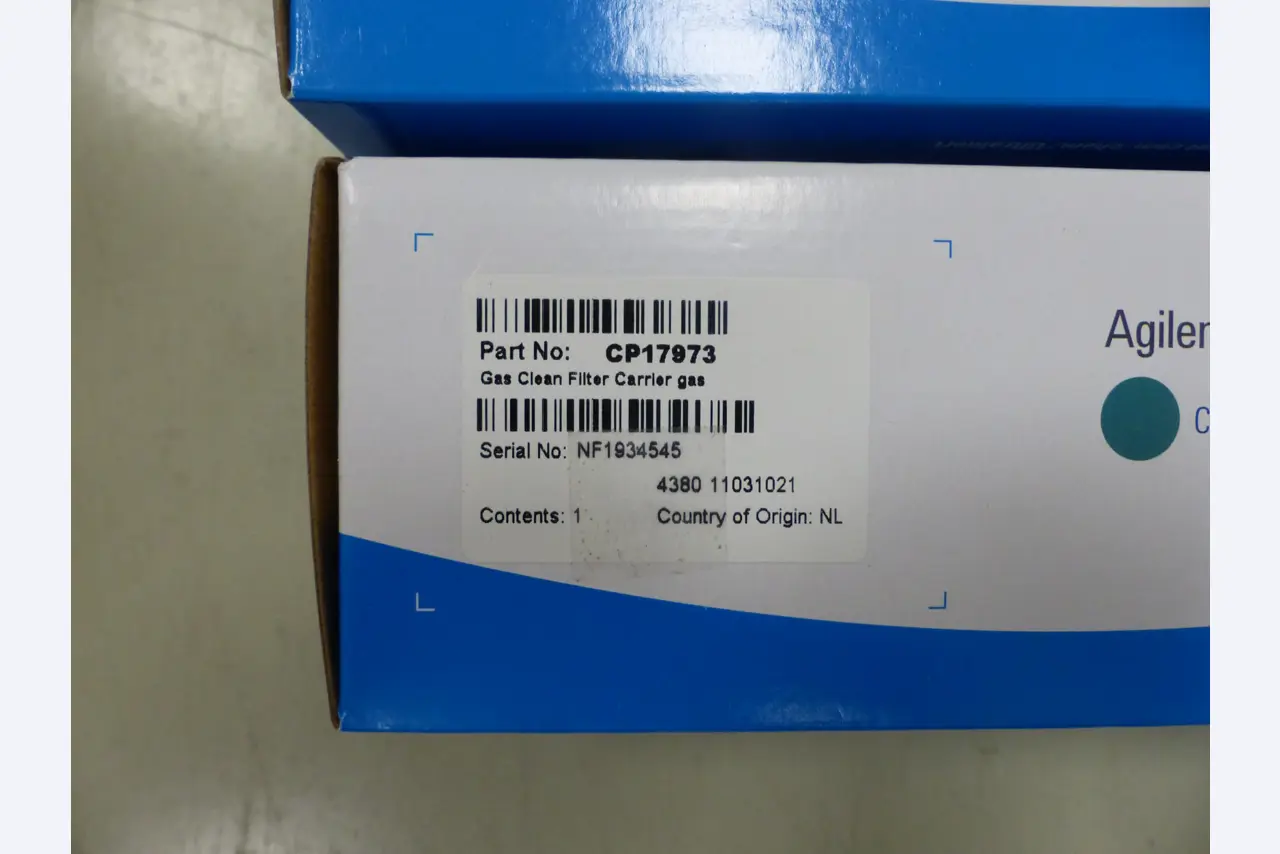 Part No: CP17973
Gas Clean Filter Carrier gas
Serial No: NF1934545
4380 11031021
Contents: 1 Country of Origin: NL
Agilen
C